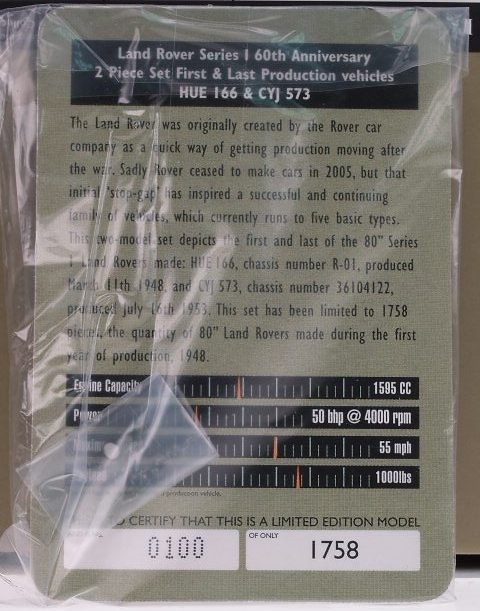 Land Rover Series 1 60th Anniversary
2 Piece Set First & Last Production vehicles
HUE 166 & CYJ 573
The Land Rover was originally created by the Rover car
company as a quick way of getting production moving after
the war. Sadly Rover ceased to make cars in 2005, but that
initial 'stop-gap' has inspired a successful and continuing
family of vehicles, which currently runs to five basic types.
This two-model set depicts the first and last of the 80" Series
1 Land Rovers made: HUE 166, chassis number R-01, produced
March 11th 1948, and CYJ 573, chassis number 36104122,
produced July 16th 1953. This set has been limited to 1758
pieces, the quantity of 80" Land Rovers made during the first
year of production, 1948.
Engine Capacity 1595 CC
Power 50 bhp @ 4000 rpm
55 mph
1000lbs
production vehicle.
TO CERTIFY THAT THIS IS A LIMITED EDITION MODEL
0100
OF ONLY
1758